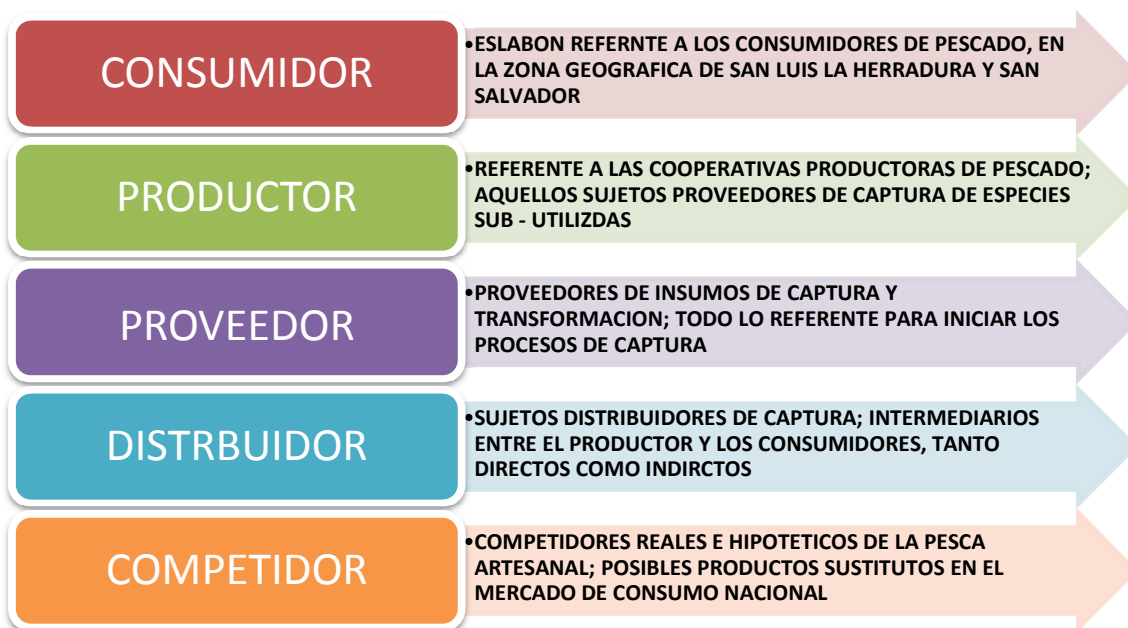 CONSUMIDOR
•ESLABON REFERNTE A LOS CONSUMIDORES DE PESCADO, EN
LA ZONA GEOGRAFICA DE SAN LUIS LA HERRADURA Y SAN
SALVADOR
PRODUCTOR
•REFERENTE A LAS COOPERATIVAS PRODUCTORAS DE PESCADO;
AQUELLOS SUJETOS PROVEEDORES DE CAPTURA DE ESPECIES
SUB - UTILIZDAS
PROVEEDOR
•PROVEEDORES DE INSUMOS DE CAPTURA Y
TRANSFORMACION; TODO LO REFERENTE PARA INICIAR LOS
PROCESOS DE CAPTURA
DISTRBUIDOR
•SUJETOS DISTRIBUIDORES DE CAPTURA; INTERMEDIARIOS
ENTRE EL PRODUCTOR Y LOS CONSUMIDORES, TANTO
DIRECTOS COMO INDIRCTOS
COMPETIDOR
•COMPETIDORES REALES E HIPOTETICOS DE LA PESCA
ARTESANAL; POSIBLES PRODUCTOS SUSTITUTOS EN EL
MERCADO DE CONSUMO NACIONAL